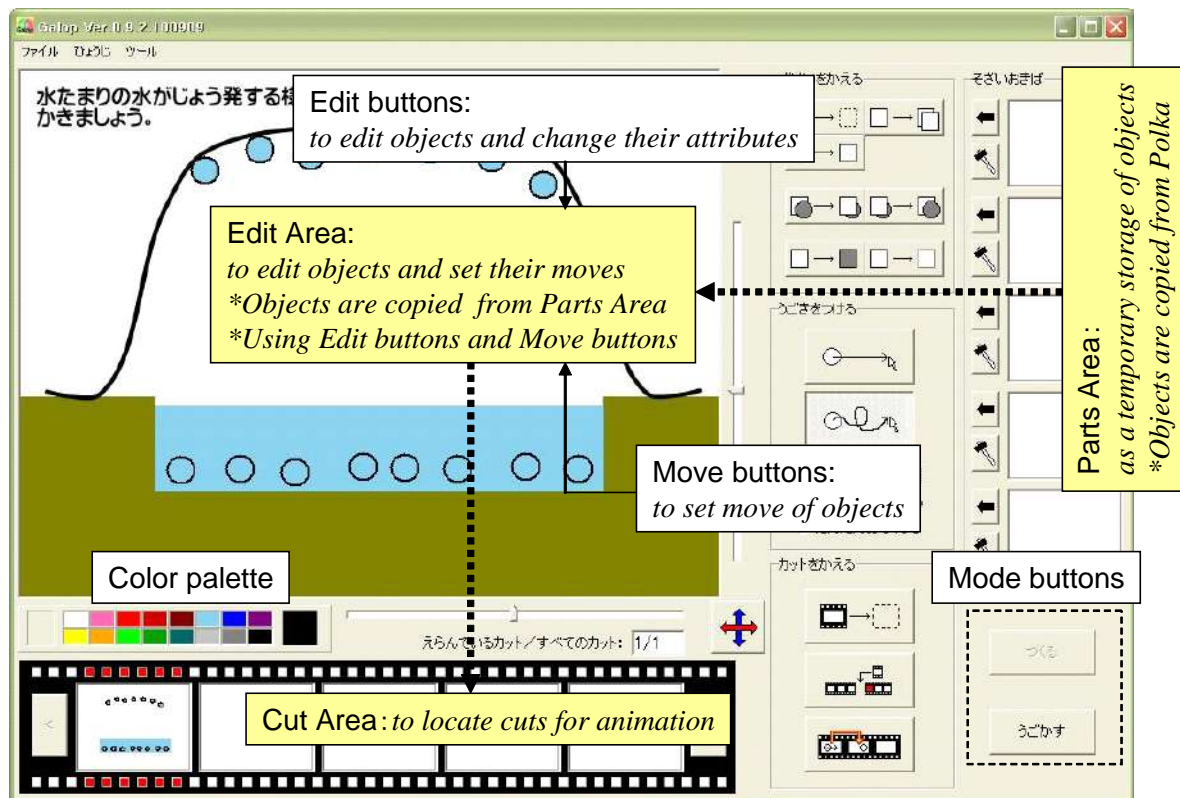 Galop Ver.0.9.2.100909
ファイル ひょうじ ツール
水たまりの水がじょう発する様
かきましょう。
Edit buttons:
to edit objects and change their attributes
をかえる
そざいおきば
Edit Area:
to edit objects and set their moves
*Objects are copied from Parts Area
*Using Edit buttons and Move buttons
Parts Area:
as a temporary storage of objects
*Objects are copied from Polka
うごきをつける
Move buttons:
to set move of objects
カットをかえる
Color palette
Mode buttons
えらんでいるカット/すべてのカット: 1/1
つくる
<
Cut Area: to locate cuts for animation
うごかす